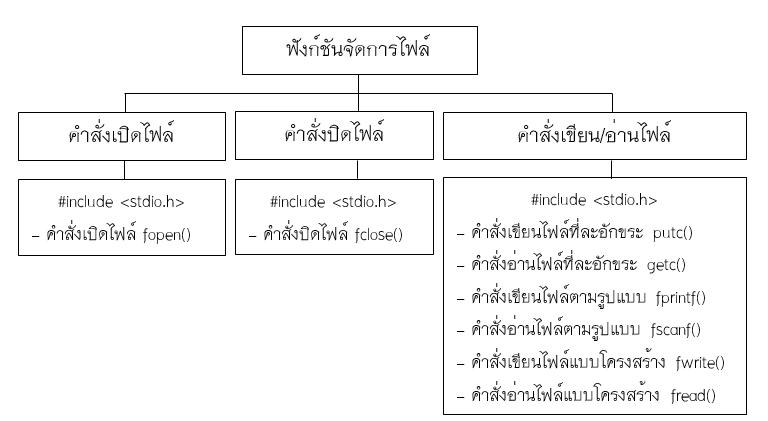 ฟังก์ชันจัดการไฟล์
คำสั่งเปิดไฟล์
คำสั่งปิดไฟล์
คำสั่งเขียน/อ่านไฟล์
#include <stdio.h>
- คำสั่งเปิดไฟล์ fopen()
#include <stdio.h>
- คำสั่งปิดไฟล์ fclose()
#include <stdio.h>
- คำสั่งเขียนไฟล์ที่ละอักขระ putc()
- คำสั่งอ่านไฟล์ที่ละอักขระ getc()
- คำสั่งเขียนไฟล์ตามรูปแบบ fprintf()
- คำสั่งอ่านไฟล์ตามรูปแบบ fscanf()
- คำสั่งเขียนไฟล์แบบโครงสร้าง fwrite()
- คำสั่งอ่านไฟล์แบบโครงสร้าง fread()